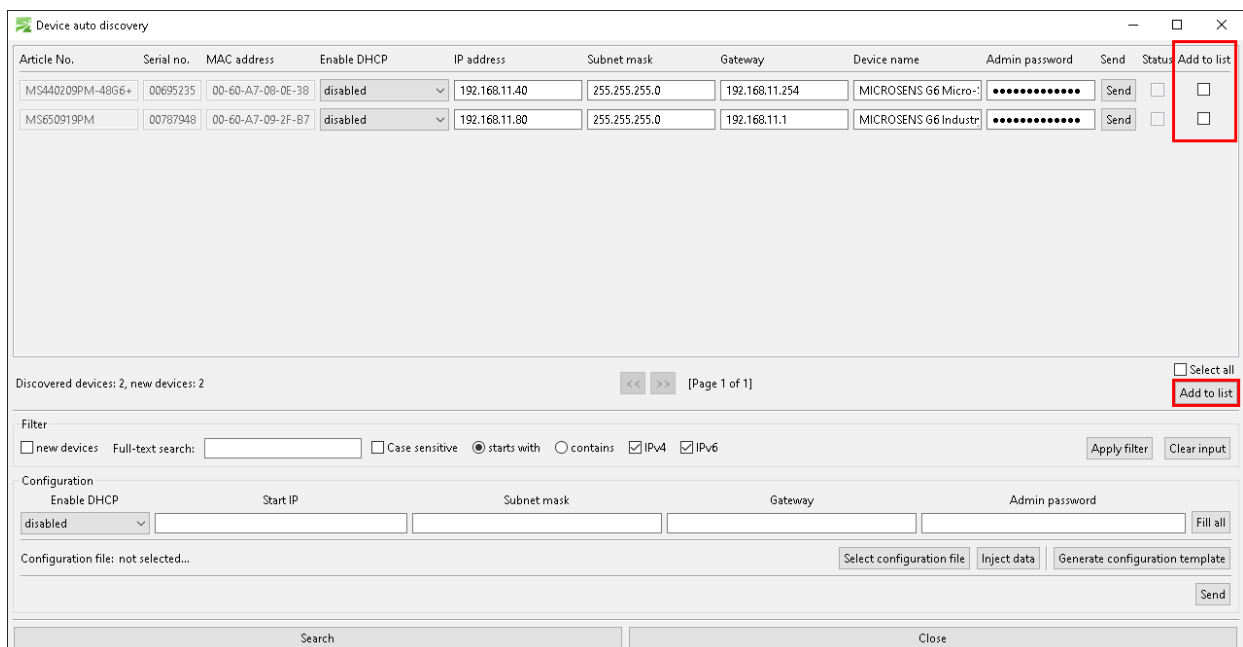 Device auto discovery
Article No. Serial no. MAC address Enable DHCP IP address Subnet mask Gateway Device name Admin password Send Status Add to list
MS440209PM-48G6+ 00695235 00-60-A7-08-0E-38 disabled 192.168.11.40 255.255.255.0 192.168.11.254 MICROSENS G6 Micro- ●●●●●●●●●●●●● Send
MS650919PM 00787948 00-60-A7-09-2F-B7 disabled 192.168.11.80 255.255.255.0 192.168.11.1 MICROSENS G6 Industr ●●●●●●●●●●●●● Send
Select all
Discovered devices: 2, new devices: 2 << >> [Page 1 of 1]
Add to list
Filter
new devices Full-text search: Case sensitive starts with contains IPv4 IPv6 Apply filter Clear input
Configuration
Enable DHCP Start IP Subnet mask Gateway Admin password
disabled Fill all
Configuration file: not selected... Select configuration file Inject data Generate configuration template
Send
Search Close